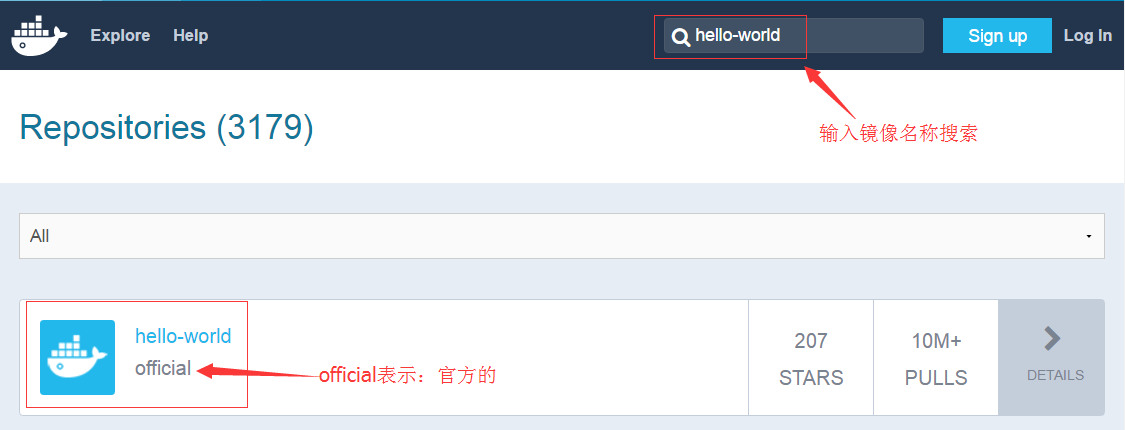 Explore Help hello-world Sign up Log In
Repositories (3179)
输入镜像名称搜索
All
hello-world
official
official表示：官方的
207
STARS
10M+
PULLS
DETAILS